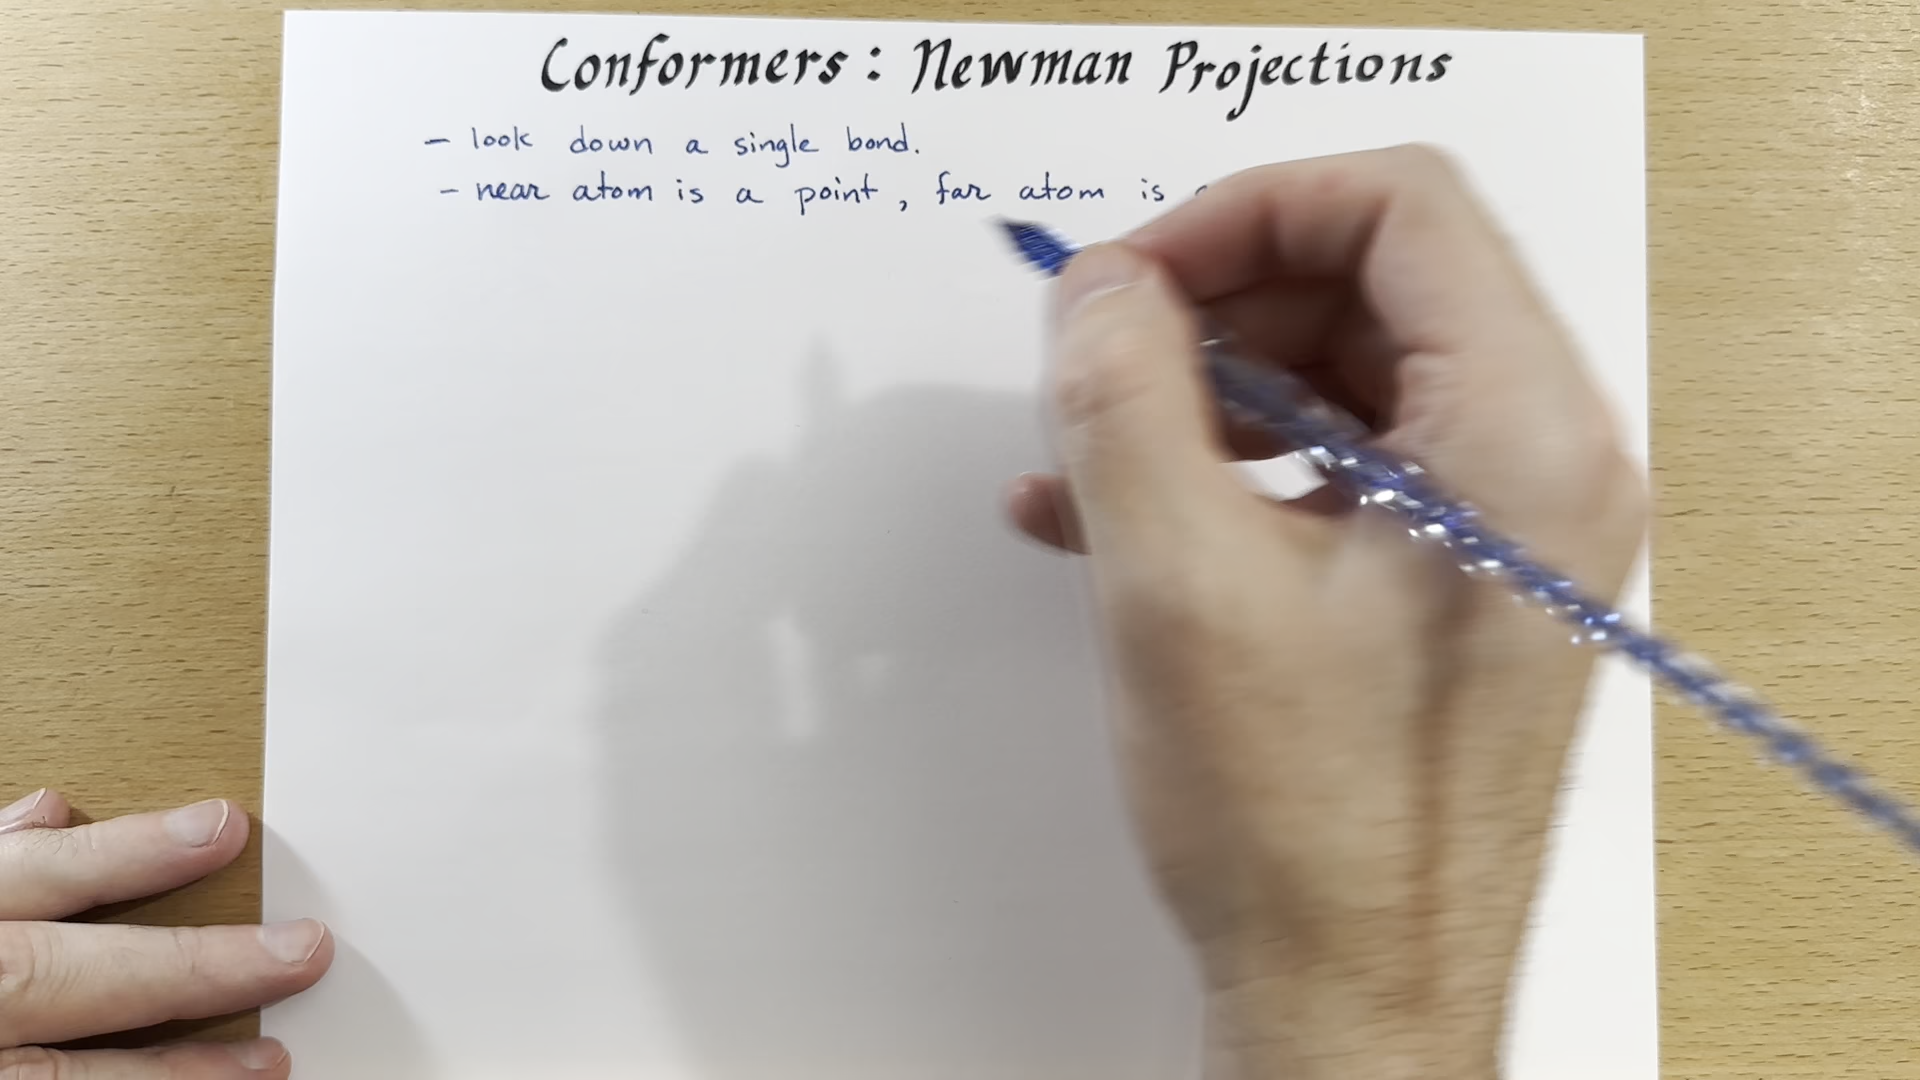 Conformers : Newman Projections
- look down a single bond.
- near atom is a point , far atom is